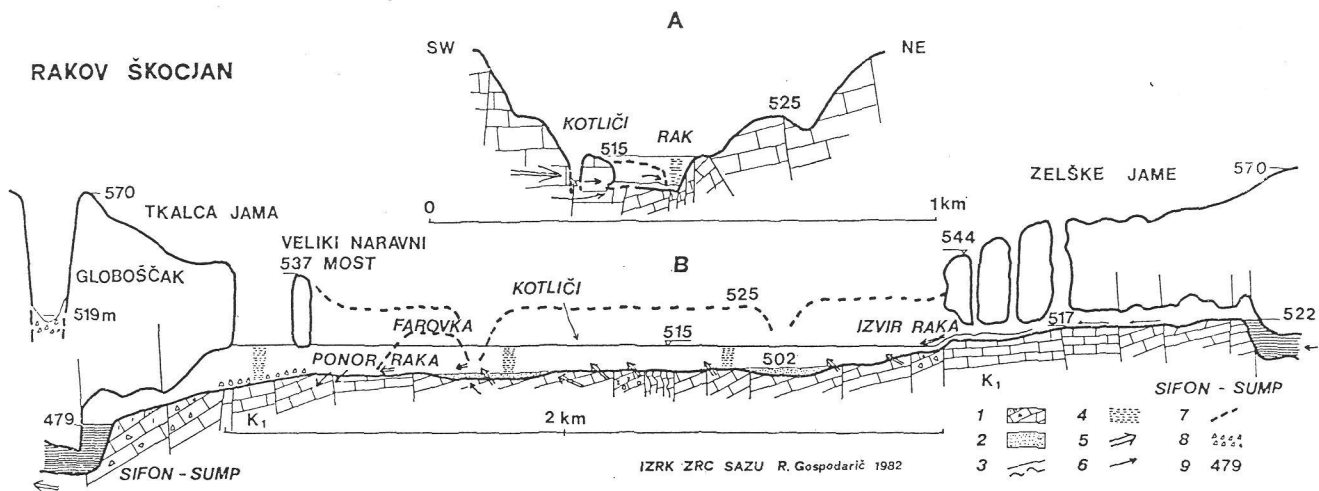 A
SW
NE
RAKOV ŠKOCJAN
525
KOTLIČI
515
RAK
ZELŠKE JAME
570
570
TKALCA JAMA
0
1km
VELIKI NARAVNI
537 MOST
544
GLOBOŠČAK
B
KOTLIČI
525
519 m
FAROVKA
515
IZVIR RAKA
517
522
PONOR RAKA
502
K1
SIFON - SUMP
479
K1
2 km
1
4
7
2
5
8
3
6
9 479
SIFON - SUMP
IZRK ZRC SAZU R. Gospodarič 1982